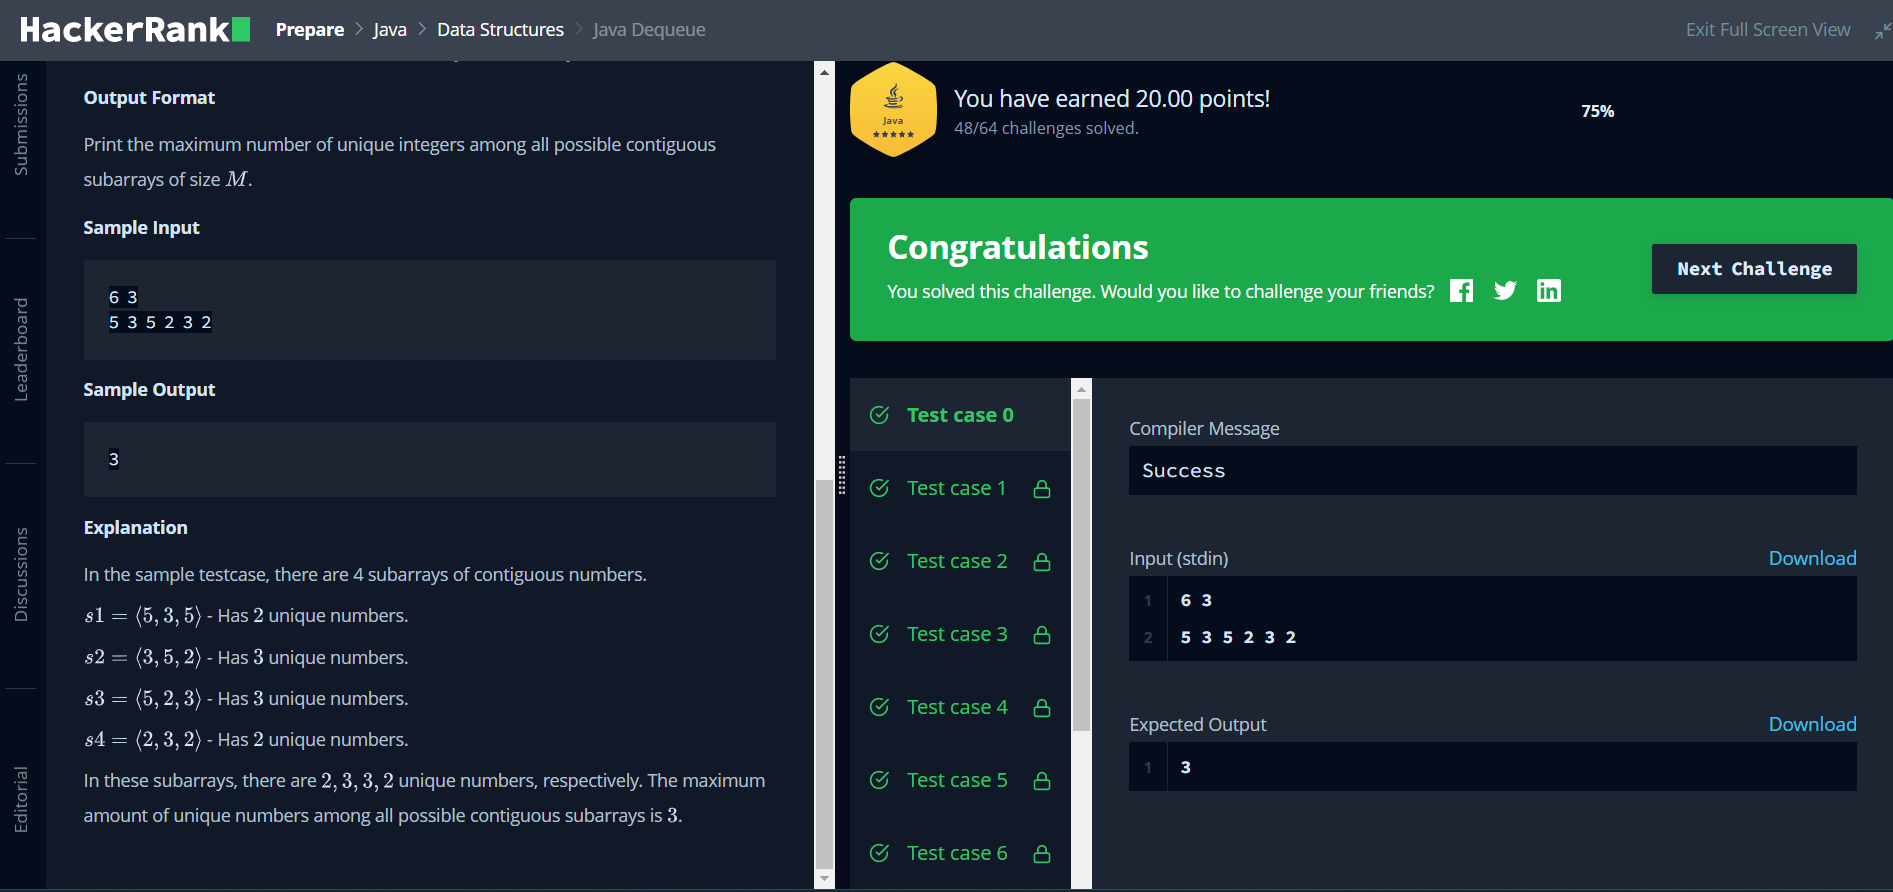 HackerRank
Prepare > Java > Data Structures > Java Dequeue
Exit Full Screen View
Submissions
Leaderboard
Discussions
Editorial
Output Format
Print the maximum number of unique integers among all possible contiguous
subarrays of size M.
Sample Input
6 3
5 3 5 2 3 2
Sample Output
3
Explanation
In the sample testcase, there are 4 subarrays of contiguous numbers.
s1 = ⟨5, 3, 5⟩ - Has 2 unique numbers.
s2 = ⟨3, 5, 2⟩ - Has 3 unique numbers.
s3 = ⟨5, 2, 3⟩ - Has 3 unique numbers.
s4 = ⟨2, 3, 2⟩ - Has 2 unique numbers.
In these subarrays, there are 2, 3, 3, 2 unique numbers, respectively. The maximum
amount of unique numbers among all possible contiguous subarrays is 3.
Java
You have earned 20.00 points!
48/64 challenges solved.
75%
Congratulations
You solved this challenge. Would you like to challenge your friends?
Next Challenge
Test case 0
Test case 1
Test case 2
Test case 3
Test case 4
Test case 5
Test case 6
Compiler Message
Success
Input (stdin)
Download
1 6 3
2 5 3 5 2 3 2
Expected Output
Download
1 3